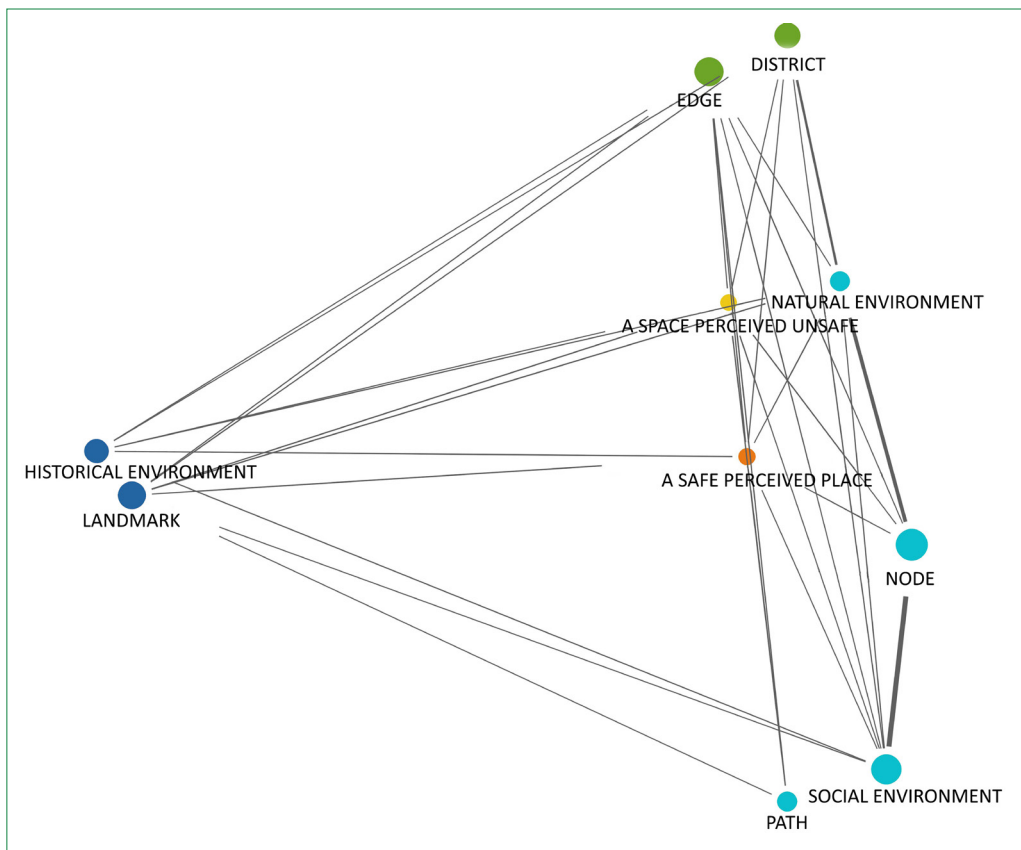 DISTRICT
EDGE
NATURAL ENVIRONMENT
A SPACE PERCEIVED UNSAFE
HISTORICAL ENVIRONMENT
A SAFE PERCEIVED PLACE
LANDMARK
NODE
SOCIAL ENVIRONMENT
PATH